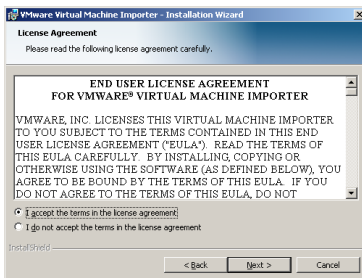 VMware Virtual Machine Importer - Installation Wizard
License Agreement
Please read the following license agreement carefully.
END USER LICENSE AGREEMENT
FOR VMWARE® VIRTUAL MACHINE IMPORTER
VMWARE, INC. LICENSES THIS VIRTUAL MACHINE IMPORTER
TO YOU SUBJECT TO THE TERMS CONTAINED IN THIS END
USER LICENSE AGREEMENT ("EULA"). READ THE TERMS OF
THIS EULA CAREFULLY. BY INSTALLING, COPYING OR
OTHERWISE USING THE SOFTWARE (AS DEFINED BELOW), YOU
AGREE TO BE BOUND BY THE TERMS OF THIS EULA. IF YOU
DO NOT AGREE TO THE TERMS OF THIS EULA, DO NOT
I accept the terms in the license agreement
I do not accept the terms in the license agreement
InstallShield
< Back
Next >
Cancel